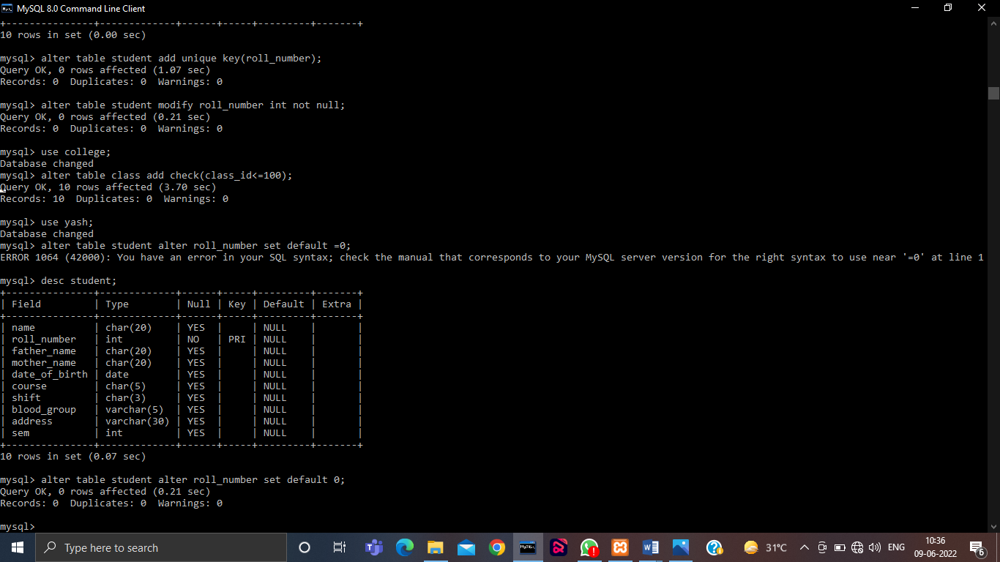 MySQL 8.0 Command Line Client
+---------------+-------------+------+-----+---------+-------+
10 rows in set (0.00 sec)
mysql> alter table student add unique key(roll_number);
Query OK, 0 rows affected (1.07 sec)
Records: 0  Duplicates: 0  Warnings: 0
mysql> alter table student modify roll_number int not null;
Query OK, 0 rows affected (0.21 sec)
Records: 0  Duplicates: 0  Warnings: 0
mysql> use college;
Database changed
mysql> alter table class add check(class_id<=100);
Query OK, 10 rows affected (3.70 sec)
Records: 10  Duplicates: 0  Warnings: 0
mysql> use yash;
Database changed
mysql> alter table student alter roll_number set default =0;
ERROR 1064 (42000): You have an error in your SQL syntax; check the manual that corresponds to your MySQL server version for the right syntax to use near '=0' at line 1
mysql> desc student;
+---------------+-------------+------+-----+---------+-------+
| Field         | Type        | Null | Key | Default | Extra |
+---------------+-------------+------+-----+---------+-------+
| name          | char(20)    | YES  |     | NULL    |       |
| roll_number   | int         | NO   | PRI | NULL    |       |
| father_name   | char(20)    | YES  |     | NULL    |       |
| mother_name   | char(20)    | YES  |     | NULL    |       |
| date_of_birth | date        | YES  |     | NULL    |       |
| course        | char(5)     | YES  |     | NULL    |       |
| shift         | char(3)     | YES  |     | NULL    |       |
| blood_group   | varchar(5)  | YES  |     | NULL    |       |
| address       | varchar(30) | YES  |     | NULL    |       |
| sem           | int         | YES  |     | NULL    |       |
+---------------+-------------+------+-----+---------+-------+
10 rows in set (0.07 sec)
mysql> alter table student alter roll_number set default 0;
Query OK, 0 rows affected (0.21 sec)
Records: 0  Duplicates: 0  Warnings: 0
mysql>
Type here to search
31°C
ENG
10:36
09-06-2022
6